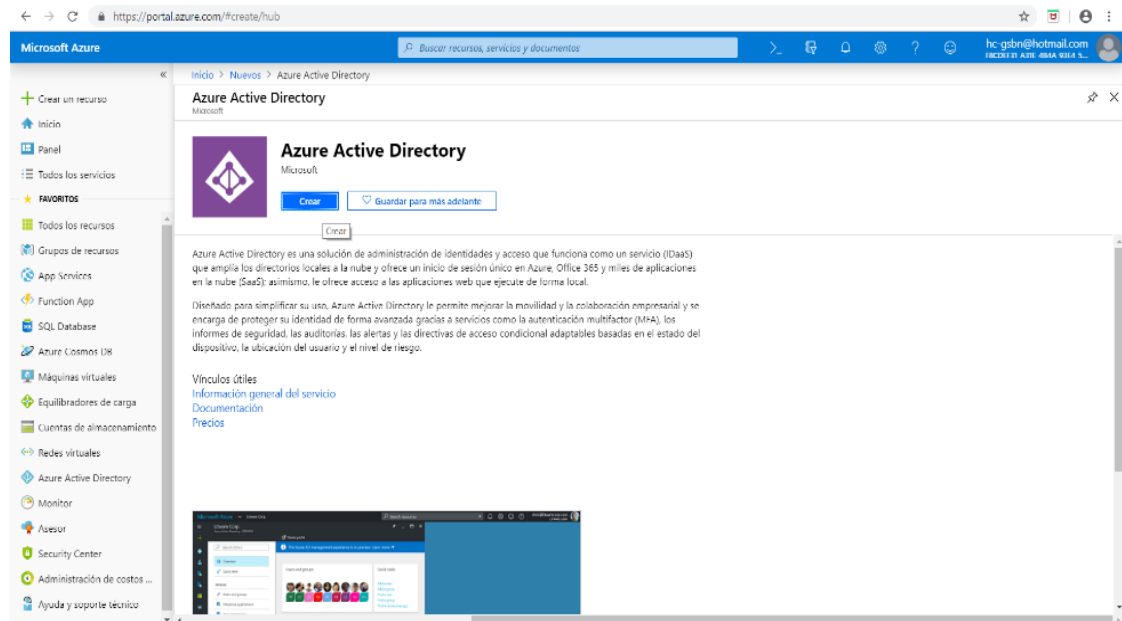 https://portal.azure.com/#create/hub
Microsoft Azure
Buscar recursos, servicios y documentos
hc-gsbn@hotmail.com
Inicio > Nuevos > Azure Active Directory
Crear un recurso
Inicio
Panel
Todos los servicios
FAVORITOS
Todos los recursos
Grupos de recursos
App Services
Function App
SQL Database
Azure Cosmos DB
Máquinas virtuales
Equilibradores de carga
Cuentas de almacenamiento
Redes virtuales
Azure Active Directory
Monitor
Asesor
Security Center
Administración de costos ...
Ayuda y soporte técnico
Azure Active Directory
Microsoft
Azure Active Directory
Microsoft
Crear
Guardar para más adelante
Crear
Azure Active Directory es una solución de administración de identidades y acceso que funciona como un servicio (IDaaS)
que amplía los directorios locales a la nube y ofrece un inicio de sesión único en Azure, Office 365 y miles de aplicaciones
en la nube (SaaS); asimismo, le ofrece acceso a las aplicaciones web que ejecute de forma local.
Diseñado para simplificar su uso, Azure Active Directory le permite mejorar la movilidad y la colaboración empresarial y se
encarga de proteger su identidad de forma avanzada gracias a servicios como la autenticación multifactor (MFA), los
informes de seguridad, las auditorías, las alertas y las directivas de acceso condicional adaptables basadas en el estado del
dispositivo, la ubicación del usuario y el nivel de riesgo.
Vínculos útiles
Información general del servicio
Documentación
Precios